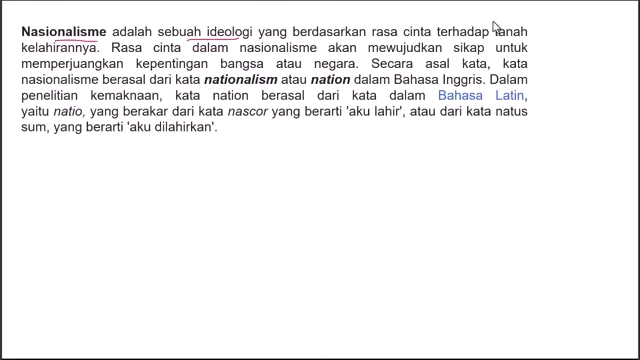 Nasionalisme adalah sebuah ideologi yang berdasarkan rasa cinta terhadap tanah
kelahirannya. Rasa cinta dalam nasionalisme akan mewujudkan sikap untuk
memperjuangkan kepentingan bangsa atau negara. Secara asal kata, kata
nasionalisme berasal dari kata nationalism atau nation dalam Bahasa Inggris. Dalam
penelitian kemaknaan, kata nation berasal dari kata dalam Bahasa Latin,
yaitu natio, yang berakar dari kata nascor yang berarti 'aku lahir', atau dari kata natus
sum, yang berarti 'aku dilahirkan'.